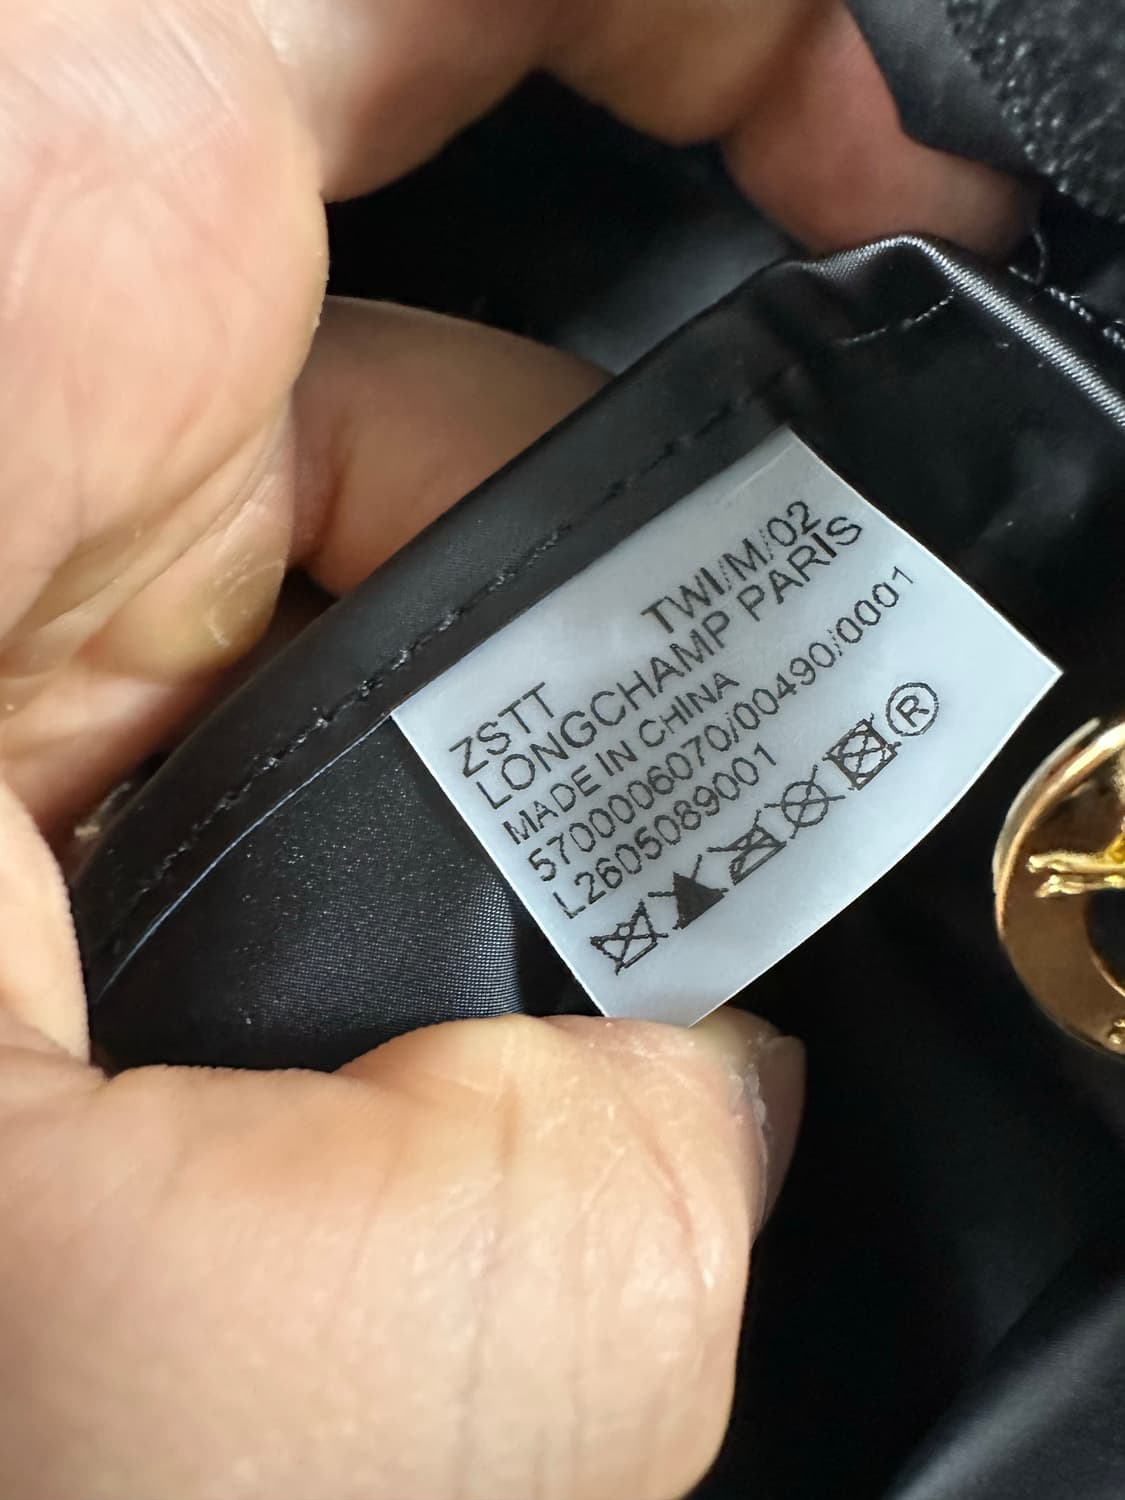 TWI/M/02
ZSTT
LONGCHAMP PARIS
MADE IN CHINA
5700006070/00490/0001
L2605089001
®